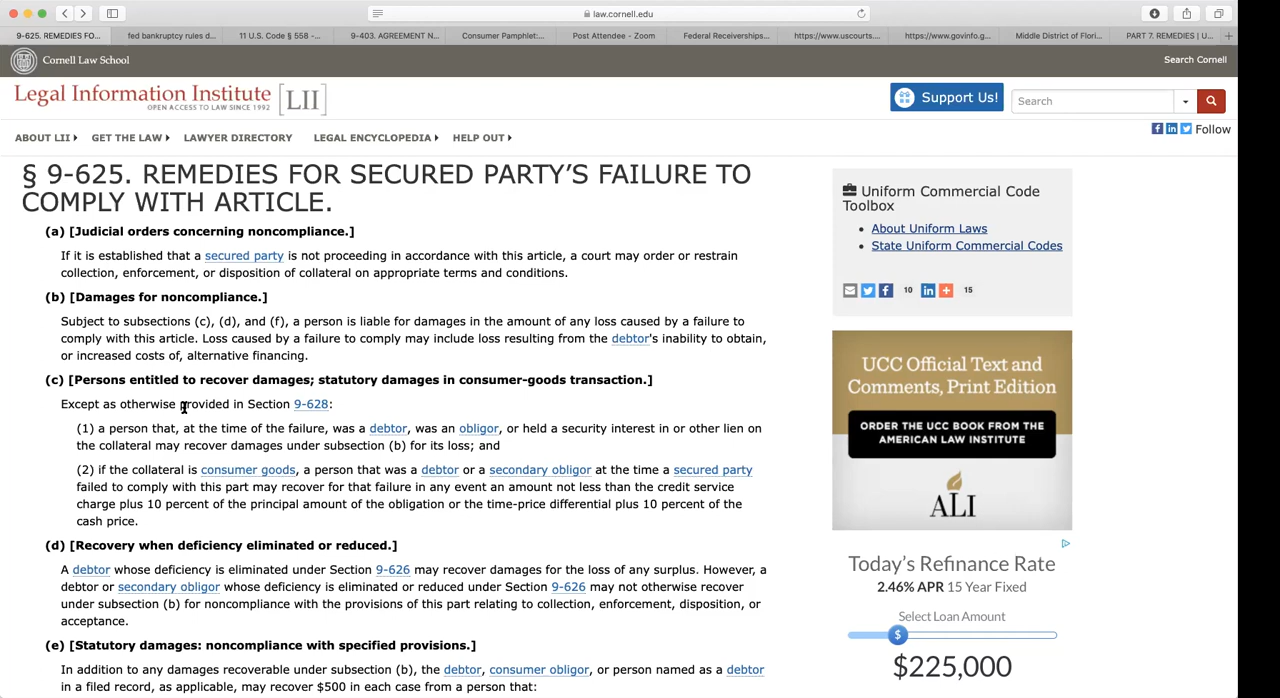 law.cornell.edu
9-625. REMEDIES FO...
fed bankruptcy rules d...
11 U.S. Code § 558 -...
9-403. AGREEMENT N...
Consumer Pamphlet:...
Post Attendee - Zoom
Federal Receiverships...
https://www.uscourts....
https://www.govinfo.g...
Middle District of Flori...
PART 7. REMEDIES | U...
Cornell Law School
Search Cornell
Legal Information Institute [LII]
OPEN ACCESS TO LAW SINCE 1992
Support Us!
Search
ABOUT LII
GET THE LAW
LAWYER DIRECTORY
LEGAL ENCYCLOPEDIA
HELP OUT
Follow
§ 9-625. REMEDIES FOR SECURED PARTY'S FAILURE TO
COMPLY WITH ARTICLE.
(a) [Judicial orders concerning noncompliance.]
If it is established that a secured party is not proceeding in accordance with this article, a court may order or restrain
collection, enforcement, or disposition of collateral on appropriate terms and conditions.
(b) [Damages for noncompliance.]
Subject to subsections (c), (d), and (f), a person is liable for damages in the amount of any loss caused by a failure to
comply with this article. Loss caused by a failure to comply may include loss resulting from the debtor's inability to obtain,
or increased costs of, alternative financing.
(c) [Persons entitled to recover damages; statutory damages in consumer-goods transaction.]
Except as otherwise provided in Section 9-628:
(1) a person that, at the time of the failure, was a debtor, was an obligor, or held a security interest in or other lien on
the collateral may recover damages under subsection (b) for its loss; and
(2) if the collateral is consumer goods, a person that was a debtor or a secondary obligor at the time a secured party
failed to comply with this part may recover for that failure in any event an amount not less than the credit service
charge plus 10 percent of the principal amount of the obligation or the time-price differential plus 10 percent of the
cash price.
(d) [Recovery when deficiency eliminated or reduced.]
A debtor whose deficiency is eliminated under Section 9-626 may recover damages for the loss of any surplus. However, a
debtor or secondary obligor whose deficiency is eliminated or reduced under Section 9-626 may not otherwise recover
under subsection (b) for noncompliance with the provisions of this part relating to collection, enforcement, disposition, or
acceptance.
(e) [Statutory damages: noncompliance with specified provisions.]
In addition to any damages recoverable under subsection (b), the debtor, consumer obligor, or person named as a debtor
in a filed record, as applicable, may recover $500 in each case from a person that:
Uniform Commercial Code
Toolbox
About Uniform Laws
State Uniform Commercial Codes
10
15
UCC Official Text and
Comments, Print Edition
ORDER THE UCC BOOK FROM THE
AMERICAN LAW INSTITUTE
ALI
Today's Refinance Rate
2.46% APR 15 Year Fixed
Select Loan Amount
$
$225,000